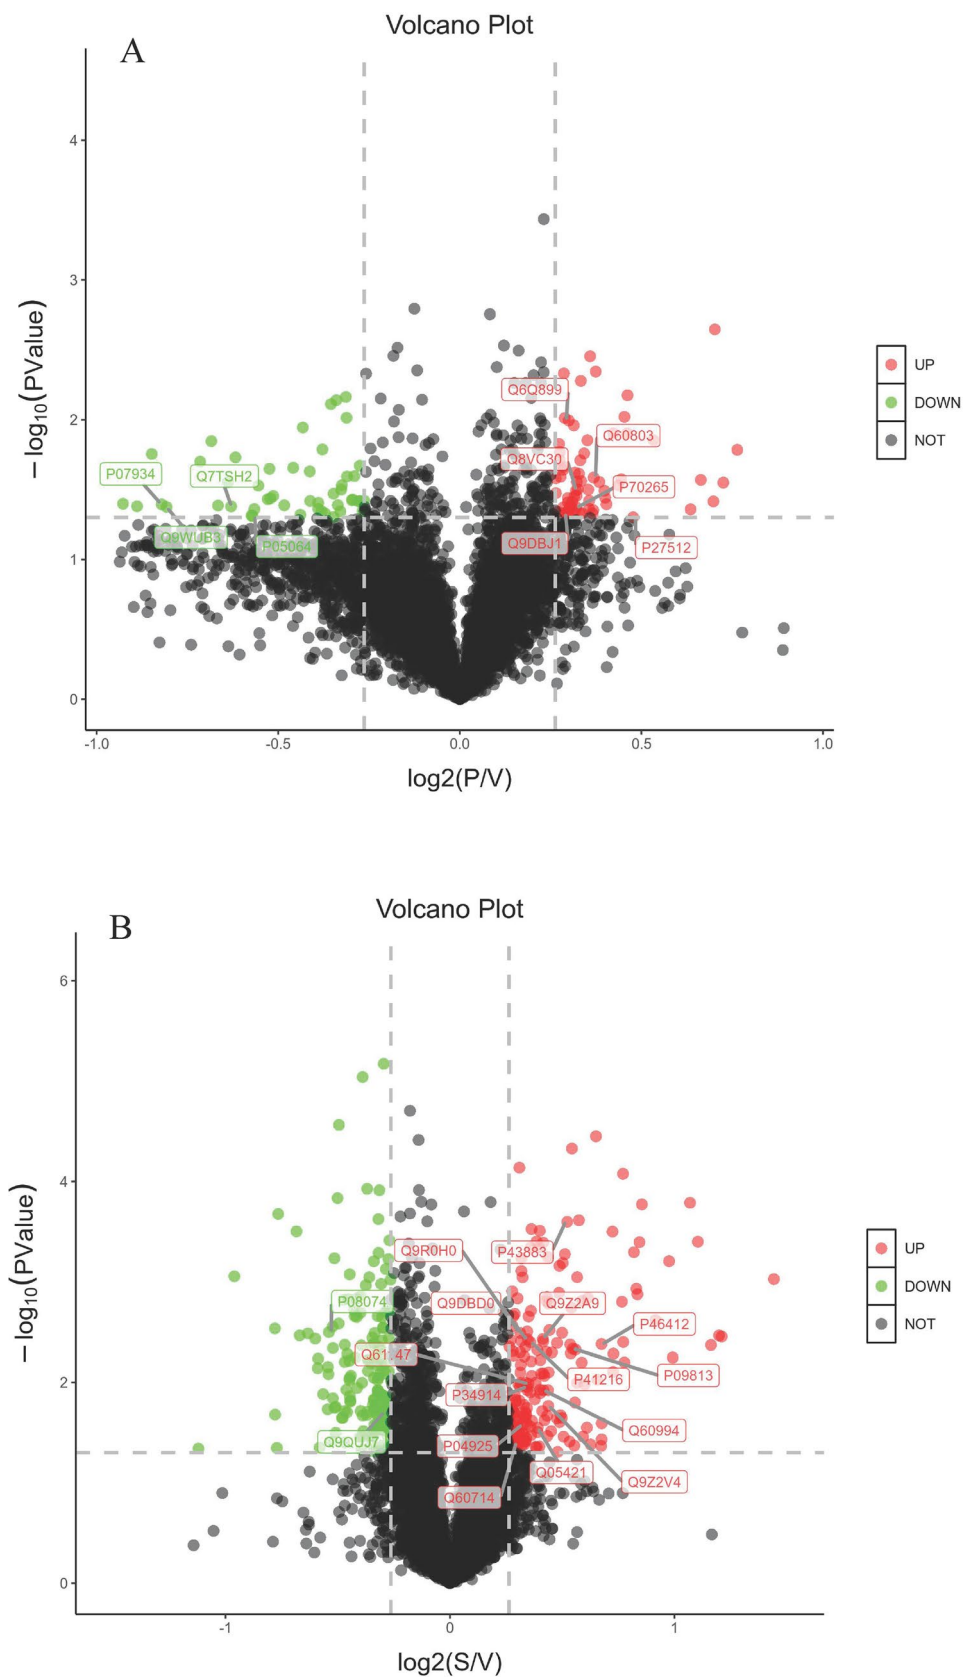 Volcano Plot
A
4
3
2
1
0
-1.0
-0.5
0.0
0.5
1.0
−log10(PValue)
log2(P/V)
Q6Q899
Q60803
Q8VC30
P70265
Q9DBJ1
P27512
P07934
Q7TSH2
Q9WUB3
P05064
UP
DOWN
NOT
Volcano Plot
B
6
4
2
0
-1
0
1
−log10(PValue)
log2(S/V)
Q9R0H0
P43883
P08074
Q9DBD0
Q9Z2A9
P46412
P41216
P09813
P34914
Q9QUJ7
P04925
Q60994
Q05421
Q9Z2V4
Q60714
UP
DOWN
NOT